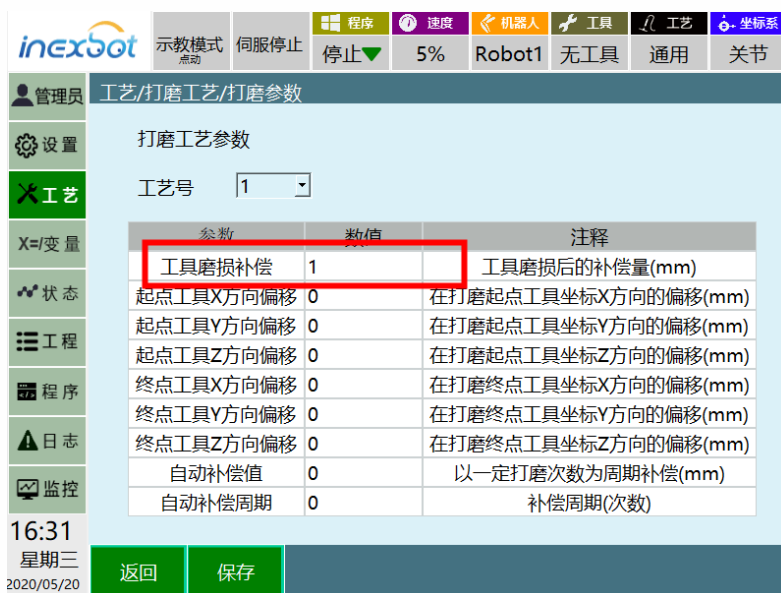 inexbot 示教模式 点动 伺服停止 程序 停止 速度 5% 机器人 Robot1 工具 无工具 工艺 通用 坐标系 关节
管理员 工艺/打磨工艺/打磨参数
设置 打磨工艺参数
工艺 工艺号 1
X=/变量 参数 数值 注释
工具磨损补偿 1 工具磨损后的补偿量(mm)
状态 起点工具X方向偏移 0 在打磨起点工具坐标X方向的偏移(mm)
起点工具Y方向偏移 0 在打磨起点工具坐标Y方向的偏移(mm)
工程 起点工具Z方向偏移 0 在打磨起点工具坐标Z方向的偏移(mm)
程序 终点工具X方向偏移 0 在打磨终点工具坐标X方向的偏移(mm)
终点工具Y方向偏移 0 在打磨终点工具坐标Y方向的偏移(mm)
日志 终点工具Z方向偏移 0 在打磨终点工具坐标Z方向的偏移(mm)
自动补偿值 0 以一定打磨次数为周期补偿(mm)
监控 自动补偿周期 0 补偿周期(次数)
16:31
星期三
2020/05/20
返回 保存